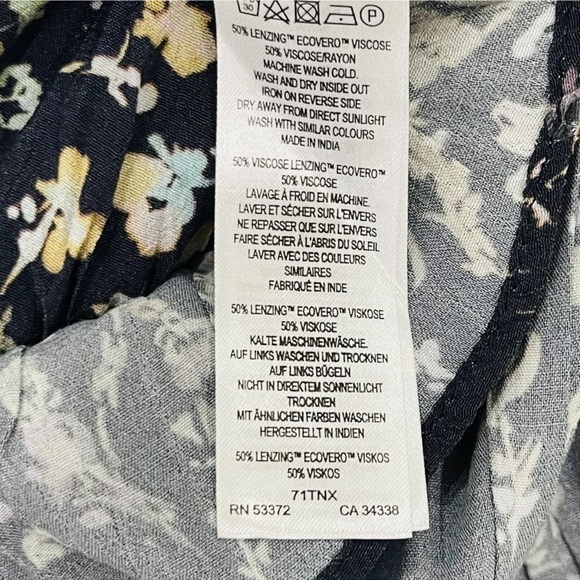 30
P
50% LENZING™ ECOVERO™ VISCOSE
50% VISCOSE/RAYON
MACHINE WASH COLD.
WASH AND DRY INSIDE OUT
IRON ON REVERSE SIDE
DRY AWAY FROM DIRECT SUNLIGHT
WASH WITH SIMILAR COLOURS
MADE IN INDIA
50% VISCOSE LENZING™ ECOVERO™
50% VISCOSE
LAVAGE À FROID EN MACHINE.
LAVER ET SÉCHER SUR L'ENVERS
NE REPASSER QUE SUR L'ENVERS
FAIRE SÉCHER À L'ABRIS DU SOLEIL
LAVER AVEC DES COULEURS
SIMILAIRES
FABRIQUÉ EN INDE
50% LENZING™ ECOVERO™ VISKOSE
50% VISKOSE
KALTE MASCHINENWÄSCHE.
AUF LINKS WASCHEN UND TROCKNEN
AUF LINKS BÜGELN
NICHT IN DIREKTEM SONNENLICHT
TROCKNEN
MIT ÄHNLICHEN FARBEN WASCHEN
HERGESTELLT IN INDIEN
50% LENZING™ ECOVERO™ VISKOS
50% VISKOS
71TNX
RN 53372 CA 34338